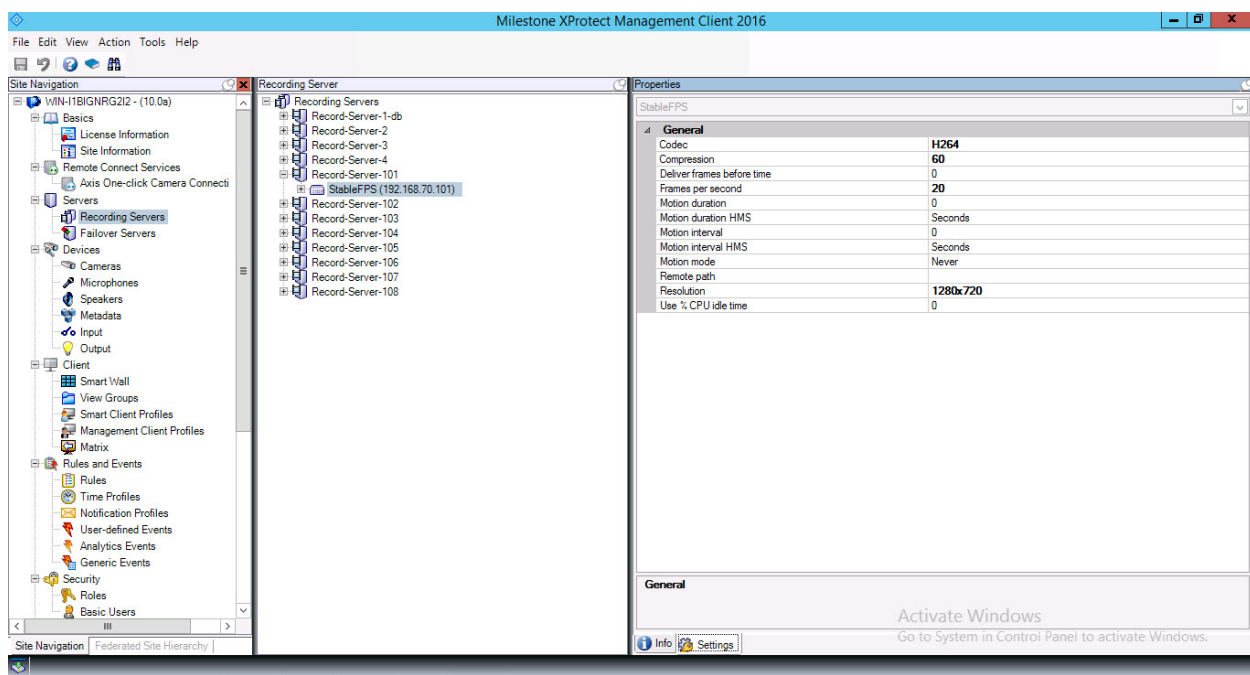 Milestone XProtect Management Client 2016
File Edit View Action Tools Help
Site Navigation
WIN-I1BIGNRG2I2 - (10.0a)
Basics
License Information
Site Information
Remote Connect Services
Axis One-click Camera Connecti
Servers
Recording Servers
Failover Servers
Devices
Cameras
Microphones
Speakers
Metadata
Input
Output
Client
Smart Wall
View Groups
Smart Client Profiles
Management Client Profiles
Matrix
Rules and Events
Rules
Time Profiles
Notification Profiles
User-defined Events
Analytics Events
Generic Events
Security
Roles
Basic Users
Site Navigation Federated Site Hierarchy
Recording Server
Recording Servers
Record-Server-1-db
Record-Server-2
Record-Server-3
Record-Server-4
Record-Server-101
StableFPS (192.168.70.101)
Record-Server-102
Record-Server-103
Record-Server-104
Record-Server-105
Record-Server-106
Record-Server-107
Record-Server-108
Properties
StableFPS
General
Codec H264
Compression 60
Deliver frames before time 0
Frames per second 20
Motion duration 0
Motion duration HMS Seconds
Motion interval 0
Motion interval HMS Seconds
Motion mode Never
Remote path
Resolution 1280x720
Use % CPU idle time 0
General
Activate Windows
Go to System in Control Panel to activate Windows.
Info Settings